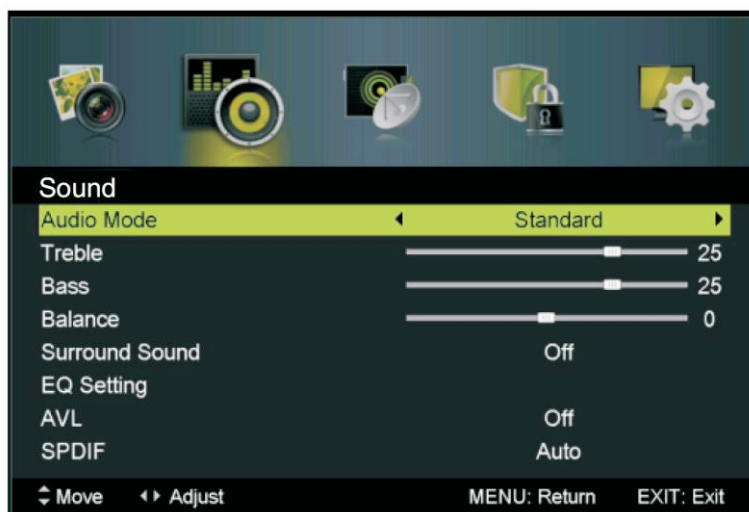 Sound
Audio Mode Standard
Treble 25
Bass 25
Balance 0
Surround Sound Off
EQ Setting
AVL Off
SPDIF Auto
Move Adjust MENU: Return EXIT: Exit